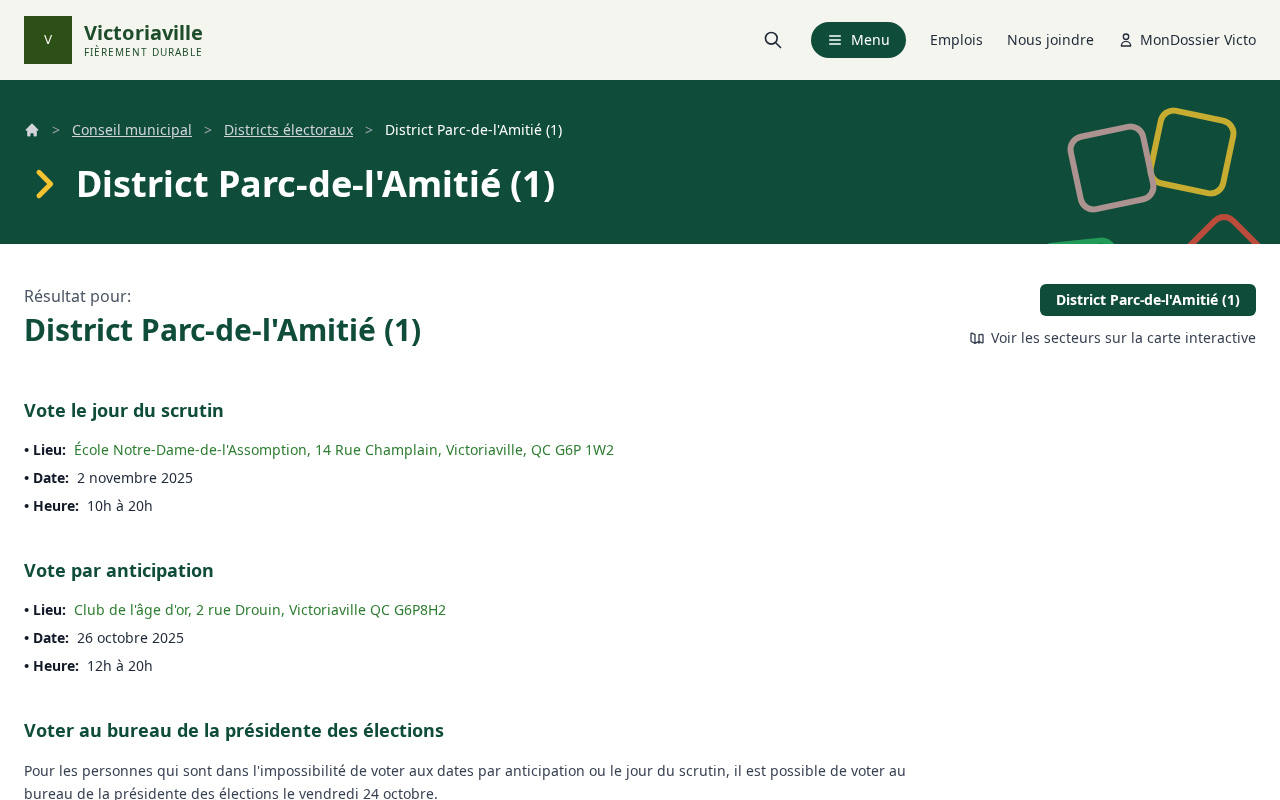 V
Victoriaville
FIÈREMENT DURABLE
Menu
Emplois
Nous joindre
MonDossier Victo
> Conseil municipal > Districts électoraux > District Parc-de-l'Amitié (1)
District Parc-de-l'Amitié (1)
Résultat pour:
District Parc-de-l'Amitié (1)
District Parc-de-l'Amitié (1)
Voir les secteurs sur la carte interactive
Vote le jour du scrutin
• Lieu: École Notre-Dame-de-l'Assomption, 14 Rue Champlain, Victoriaville, QC G6P 1W2
• Date: 2 novembre 2025
• Heure: 10h à 20h
Vote par anticipation
• Lieu: Club de l'âge d'or, 2 rue Drouin, Victoriaville QC G6P8H2
• Date: 26 octobre 2025
• Heure: 12h à 20h
Voter au bureau de la présidente des élections
Pour les personnes qui sont dans l'impossibilité de voter aux dates par anticipation ou le jour du scrutin, il est possible de voter au
bureau de la présidente des élections le vendredi 24 octobre.